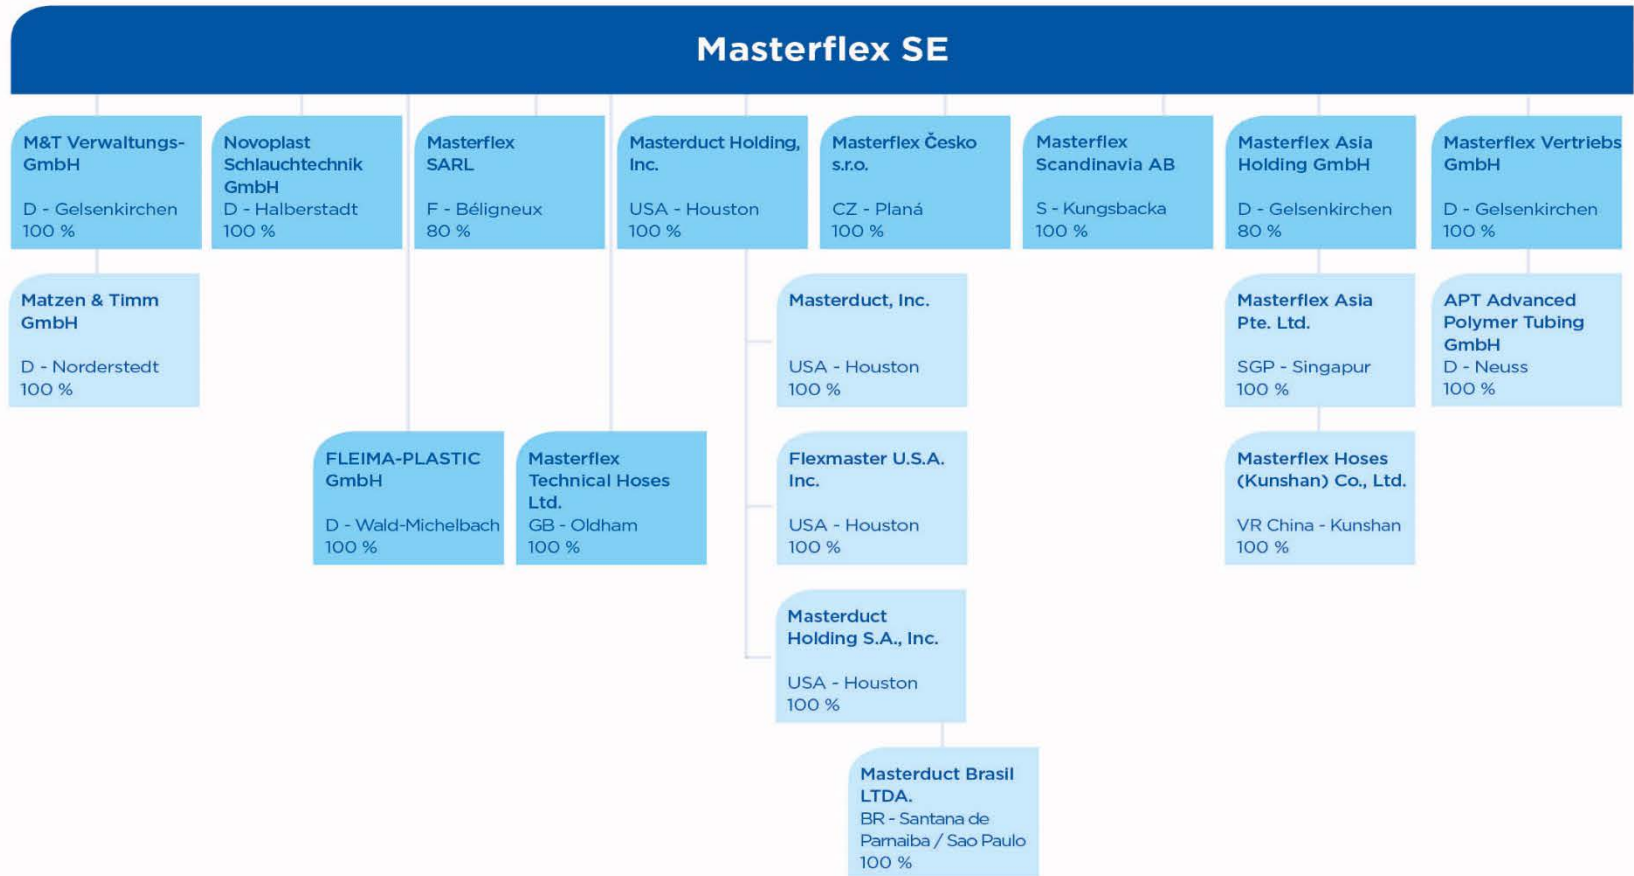 Masterflex SE
M&T Verwaltungs-
GmbH
D - Gelsenkirchen
100 %
Novoplast
Schlauchtechnik
GmbH
D - Halberstadt
100 %
Masterflex
SARL
F - Béligneux
80 %
Masterduct Holding,
Inc.
USA - Houston
100 %
Masterflex Česko
s.r.o.
CZ - Planá
100 %
Masterflex
Scandinavia AB
S - Kungsbacka
100 %
Masterflex Asia
Holding GmbH
D - Gelsenkirchen
80 %
Masterflex Vertriebs
GmbH
D - Gelsenkirchen
100 %
Matzen & Timm
GmbH
D - Norderstedt
100 %
Masterduct, Inc.
USA - Houston
100 %
Masterflex Asia
Pte. Ltd.
SGP - Singapur
100 %
APT Advanced
Polymer Tubing
GmbH
D - Neuss
100 %
FLEIMA-PLASTIC
GmbH
D - Wald-Michelbach
100 %
Masterflex
Technical Hoses
Ltd.
GB - Oldham
100 %
Flexmaster U.S.A.
Inc.
USA - Houston
100 %
Masterflex Hoses
(Kunshan) Co., Ltd.
VR China - Kunshan
100 %
Masterduct
Holding S.A., Inc.
USA - Houston
100 %
Masterduct Brasil
LTDA.
BR - Santana de
Parnaiba / Sao Paulo
100 %